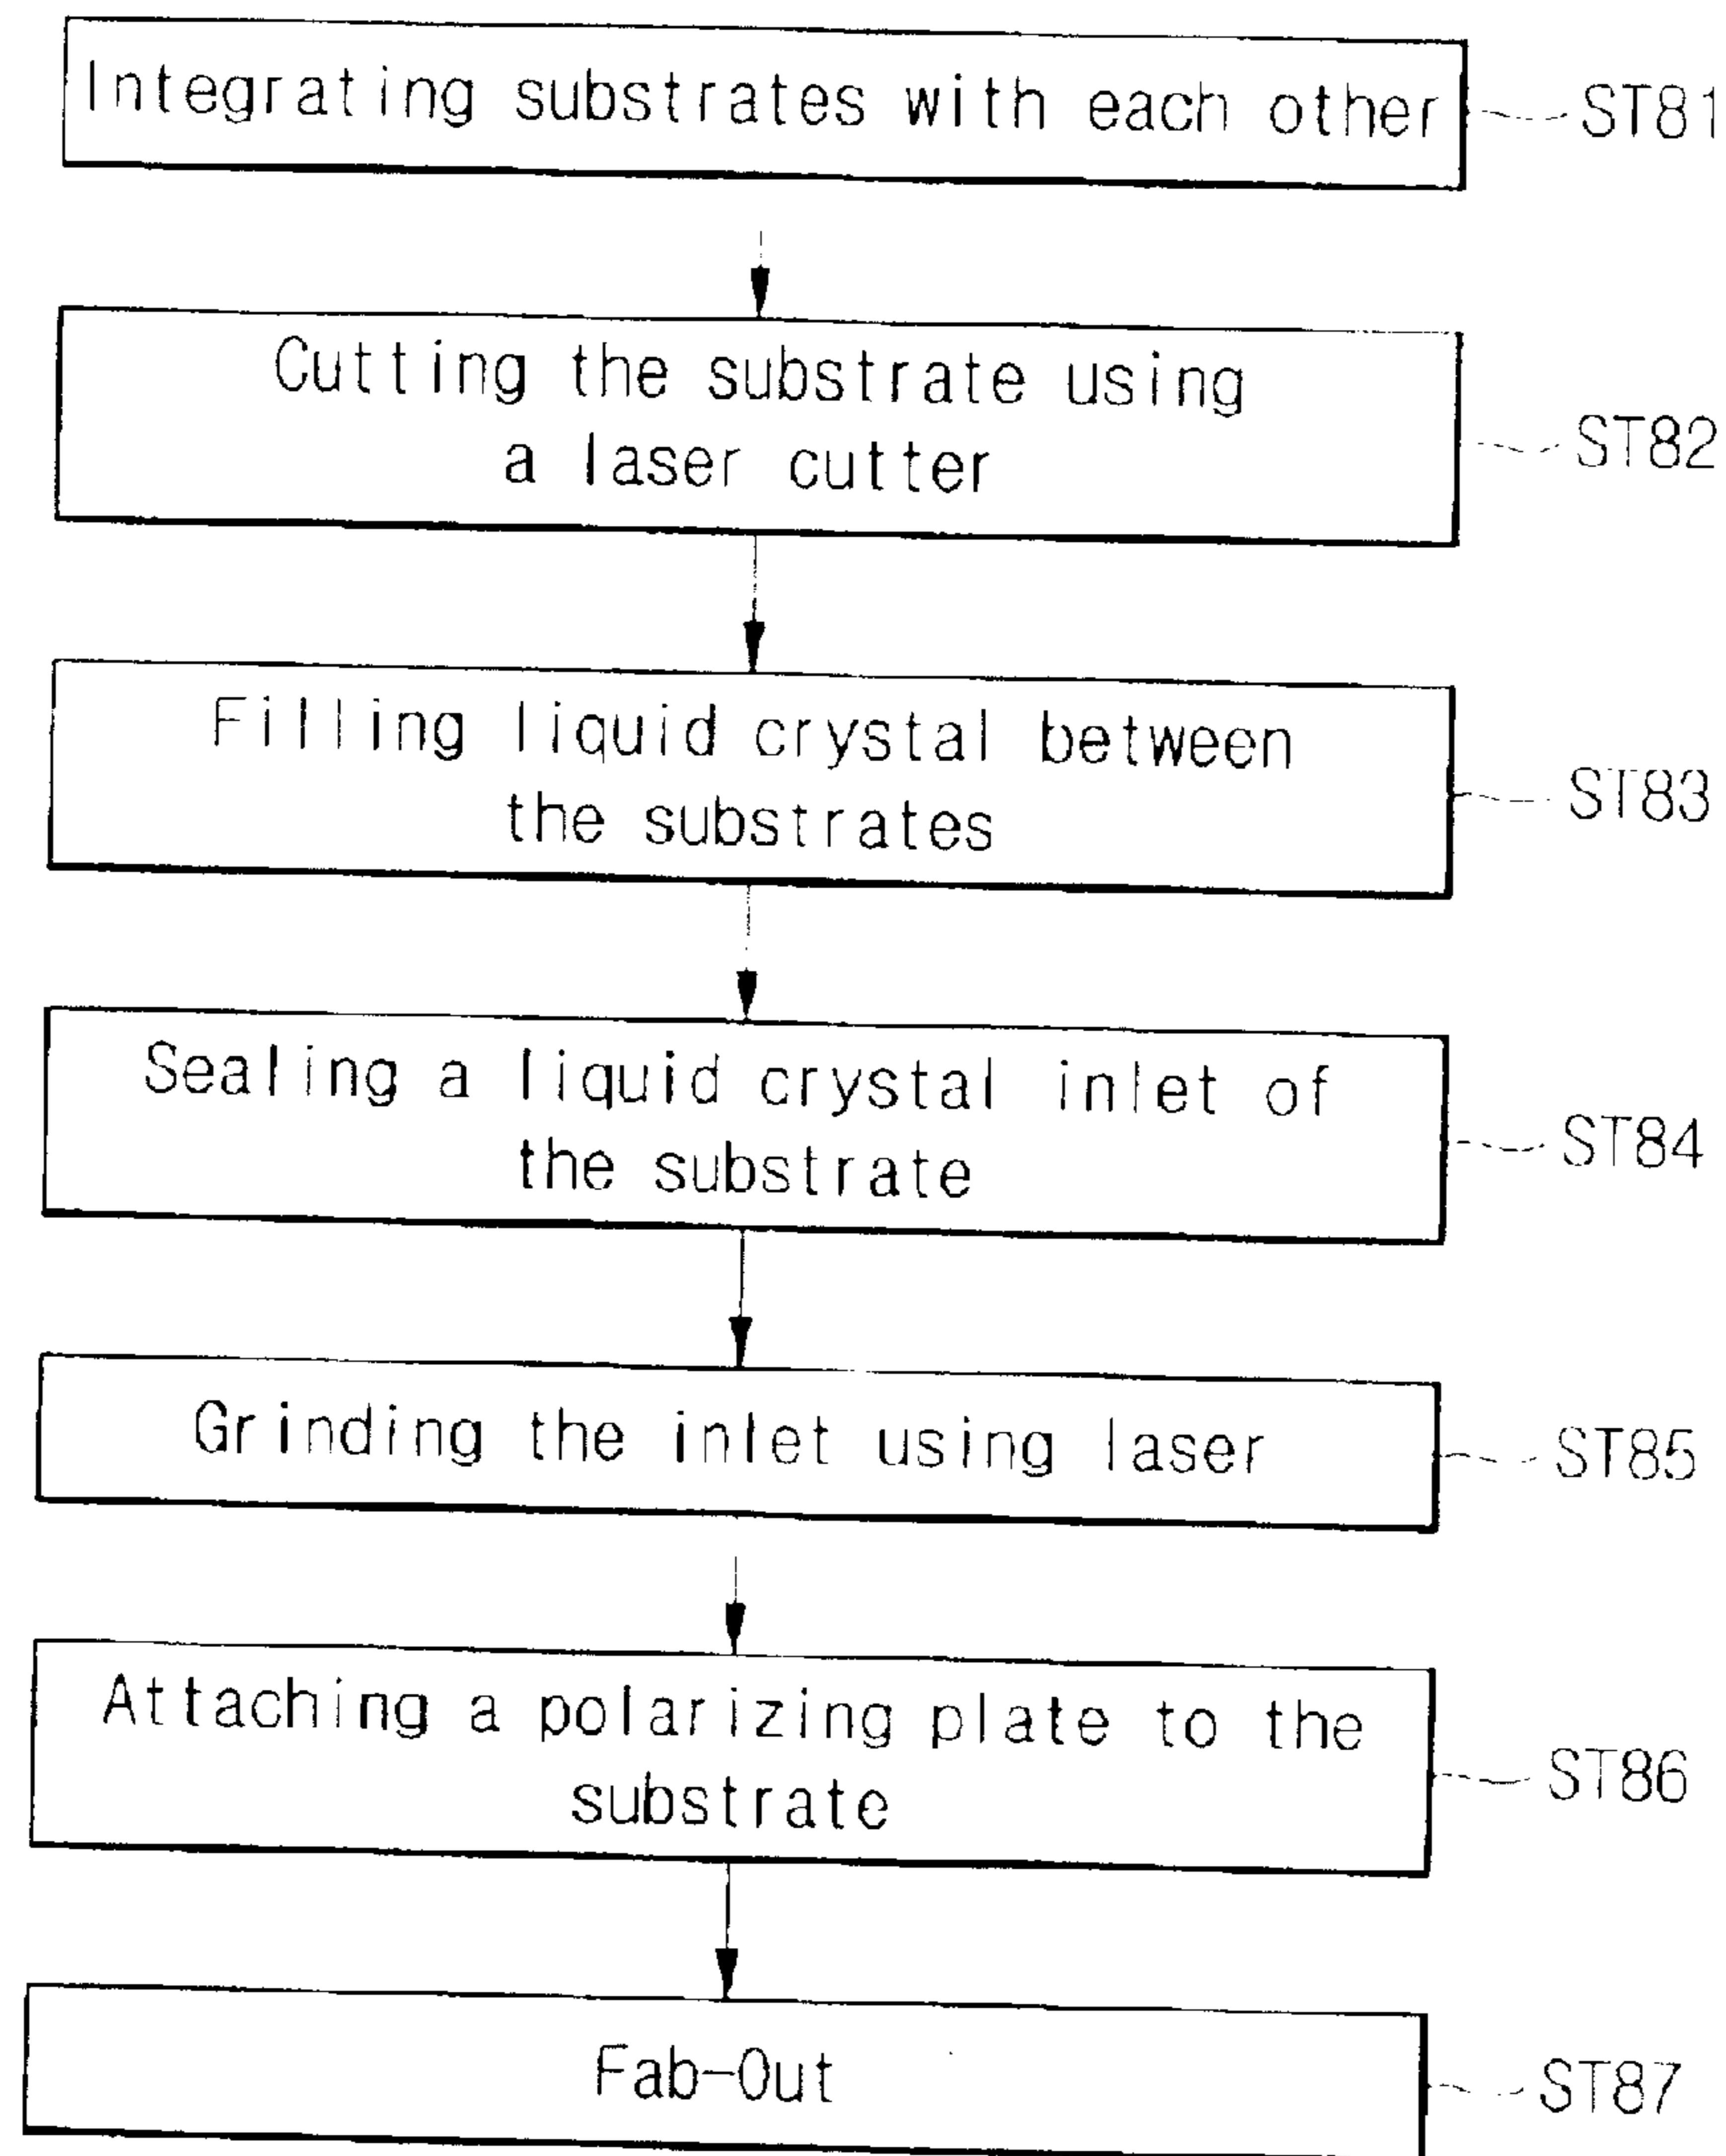 Integrating substrates with each other
ST81
Cutting the substrate using
a laser cutter
ST82
Filling liquid crystal between
the substrates
ST83
Sealing a liquid crystal inlet of
the substrate
ST84
Grinding the inlet using laser
ST85
Attaching a polarizing plate to the
substrate
ST86
Fab-Out
ST87